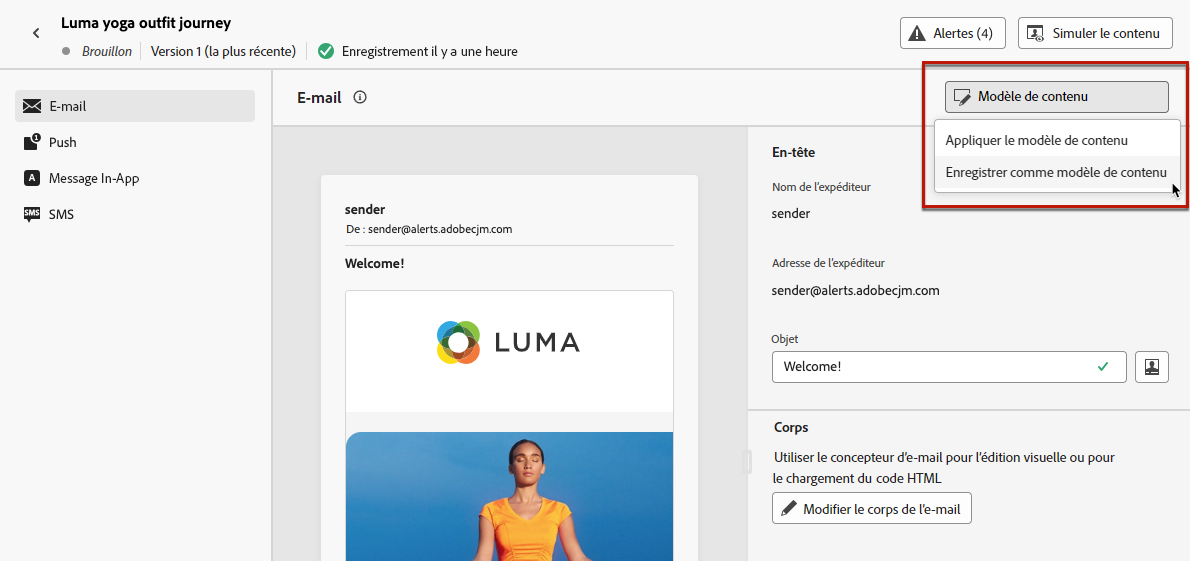 Luma yoga outfit journey
Brouillon
Version 1 (la plus récente)
Enregistrement il y a une heure
Alertes (4)
Simuler le contenu
E-mail
1
Push
A
Message In-App
SMS
SMS
E-mail
Modèle de contenu
Appliquer le modèle de contenu
Enregistrer comme modèle de contenu
sender
De : sender@alerts.adobecjm.com
Welcome!
LUMA
En-tête
Nom de l'expéditeur
sender
Adresse de l'expéditeur
sender@alerts.adobecjm.com
Objet
Welcome!
Corps
Utiliser le concepteur d'e-mail pour l'édition visuelle ou pour
le chargement du code HTML
Modifier le corps de l'e-mail